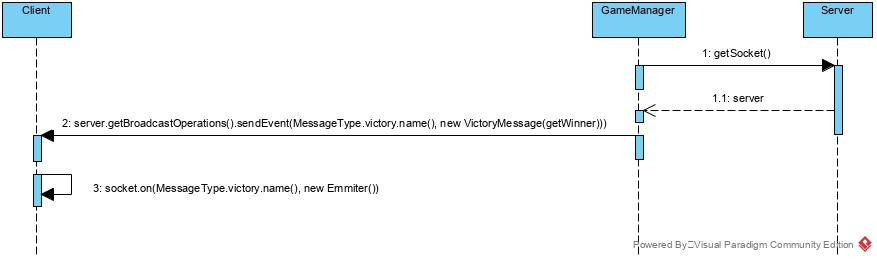 Client
GameManager
Server
1: getSocket()
1.1: server
2: server.getBroadcastOperations().sendEvent(MessageType.victory.name(), new VictoryMessage(getWinner)))
3: socket.on(MessageType.victory.name(), new Emmiter())
Powered By Visual Paradigm Community Edition